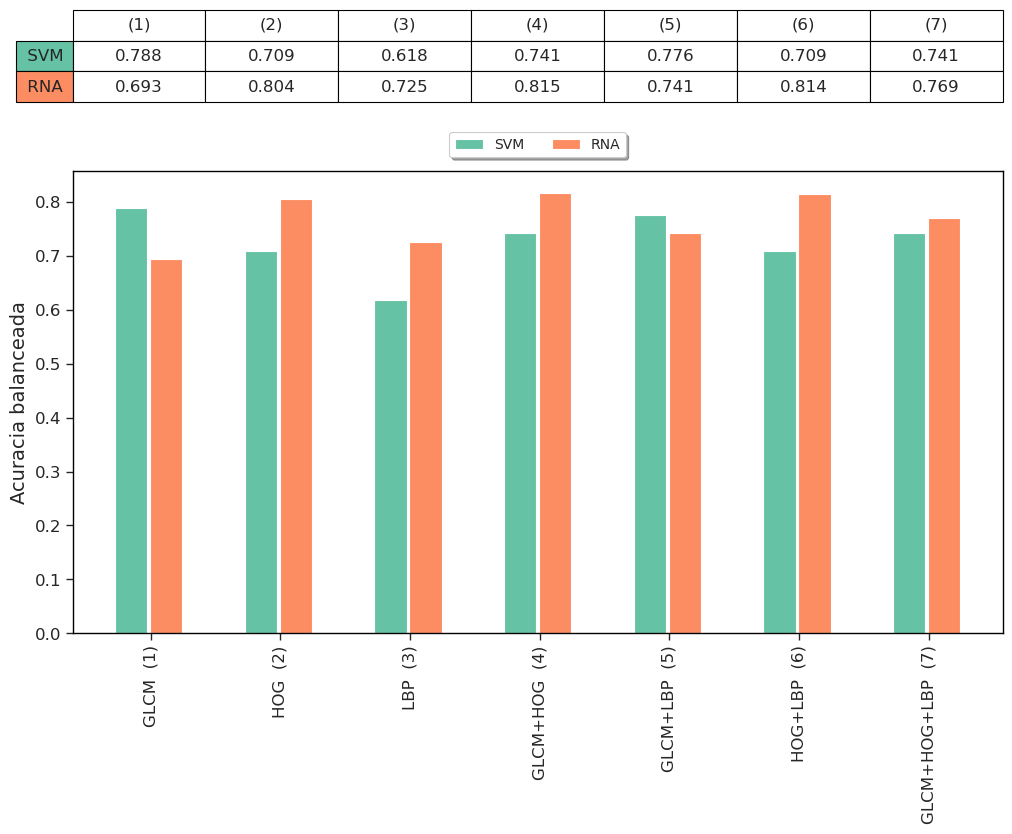 (1) (2) (3) (4) (5) (6) (7)
SVM 0.788 0.709 0.618 0.741 0.776 0.709 0.741
RNA 0.693 0.804 0.725 0.815 0.741 0.814 0.769
SVM RNA
Acuracia balanceada
0.8
0.7
0.6
0.5
0.4
0.3
0.2
0.1
0.0
GLCM (1)
HOG (2)
LBP (3)
GLCM+HOG (4)
GLCM+LBP (5)
HOG+LBP (6)
GLCM+HOG+LBP (7)